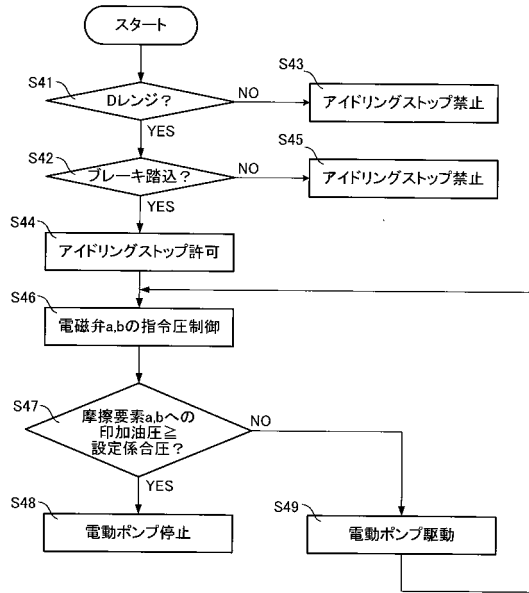 スタート
S41
Dレンジ?
NO
S43
アイドリングストップ禁止
YES
S42
ブレーキ踏込?
NO
S45
アイドリングストップ禁止
YES
S44
アイドリングストップ許可
S46
電磁弁a,bの指令圧制御
S47
摩擦要素a,bへの
印加油圧≧
設定係合圧?
NO
YES
S48
電動ポンプ停止
S49
電動ポンプ駆動